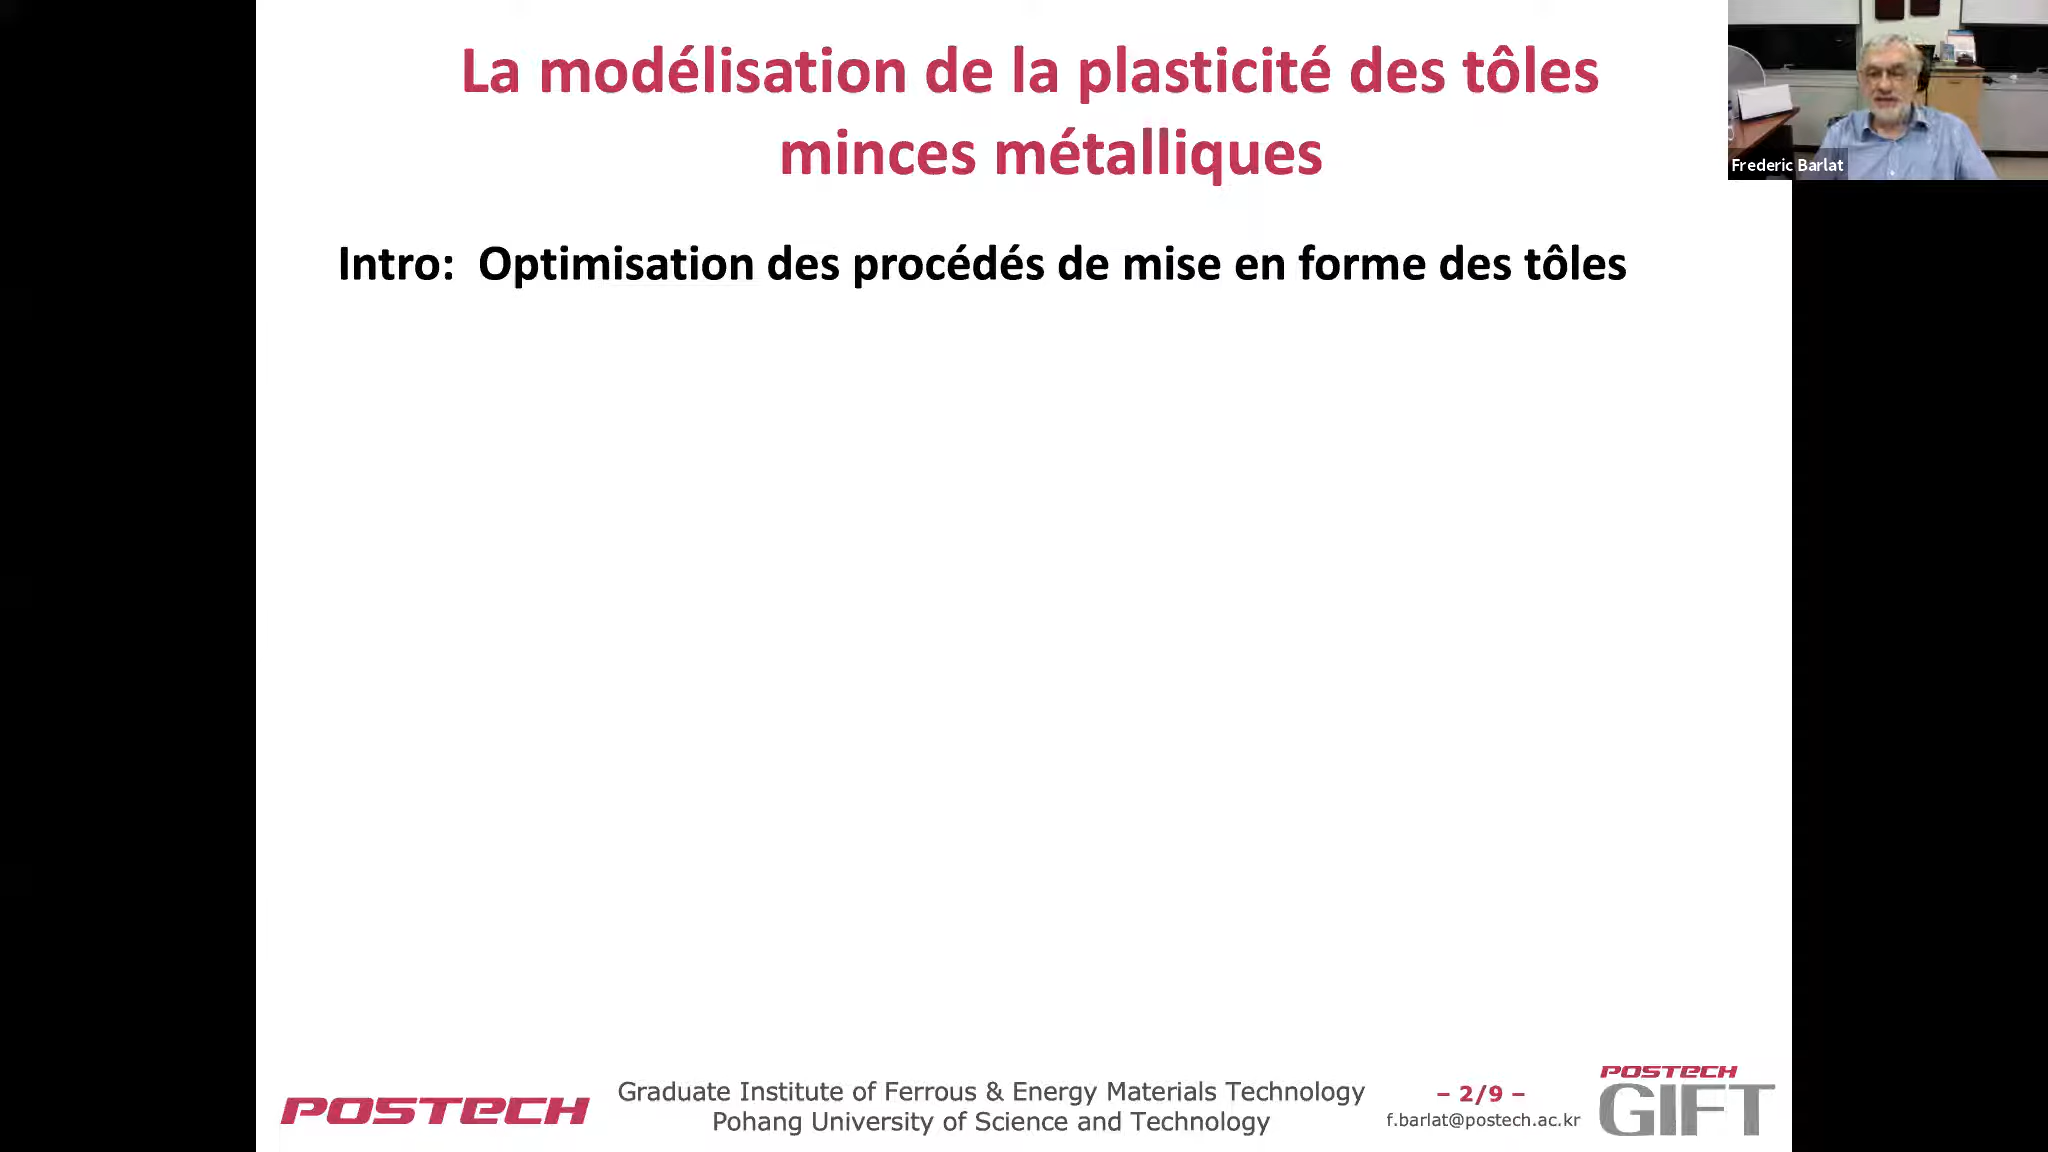 La modélisation de la plasticité des tôles
minces métalliques
Frederic Barlat
Intro: Optimisation des procédés de mise en forme des tôles
POSTECH
Graduate Institute of Ferrous & Energy Materials Technology
Pohang University of Science and Technology
– 2/9 –
f.barlat@postech.ac.kr
POSTECH
GIFT